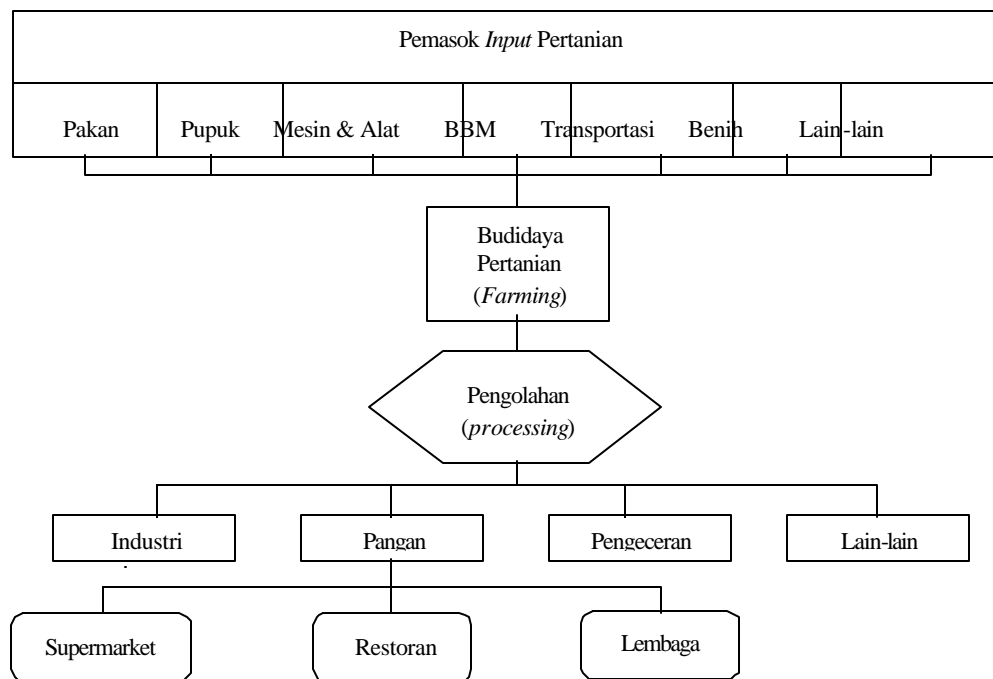 Pemasok Input Pertanian
Pakan Pupuk Mesin & Alat BBM Transportasi Benih Lain-lain
Budidaya
Pertanian
(Farming)
Pengolahan
(processing)
Industri Pangan Pengeceran Lain-lain
Supermarket Restoran Lembaga